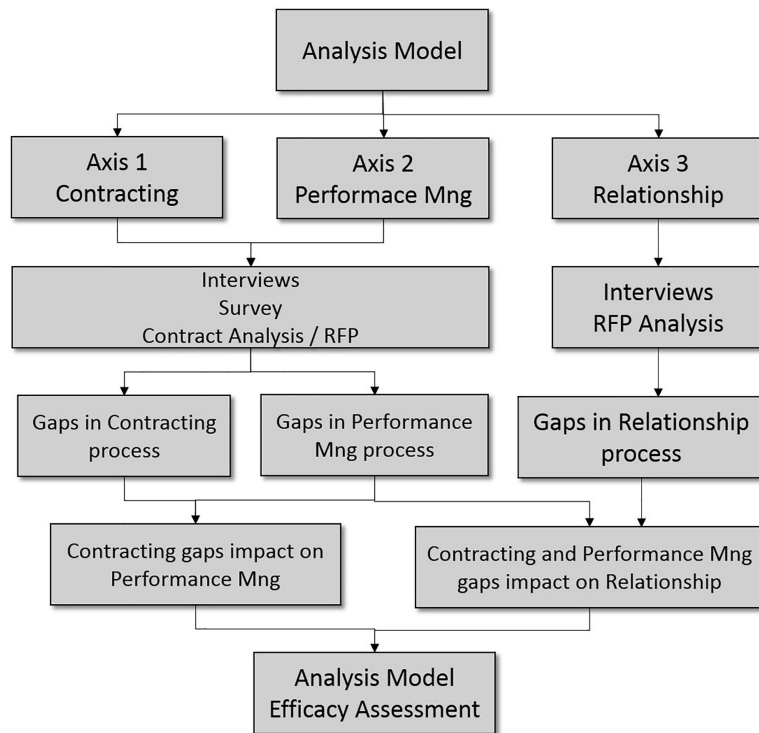 Analysis Model
Axis 1
Contracting
Axis 2
Performace Mng
Axis 3
Relationship
Interviews
Survey
Contract Analysis / RFP
Interviews
RFP Analysis
Gaps in Contracting
process
Gaps in Performance
Mng process
Gaps in Relationship
process
Contracting gaps impact on
Performance Mng
Contracting and Performance Mng
gaps impact on Relationship
Analysis Model
Efficacy Assessment